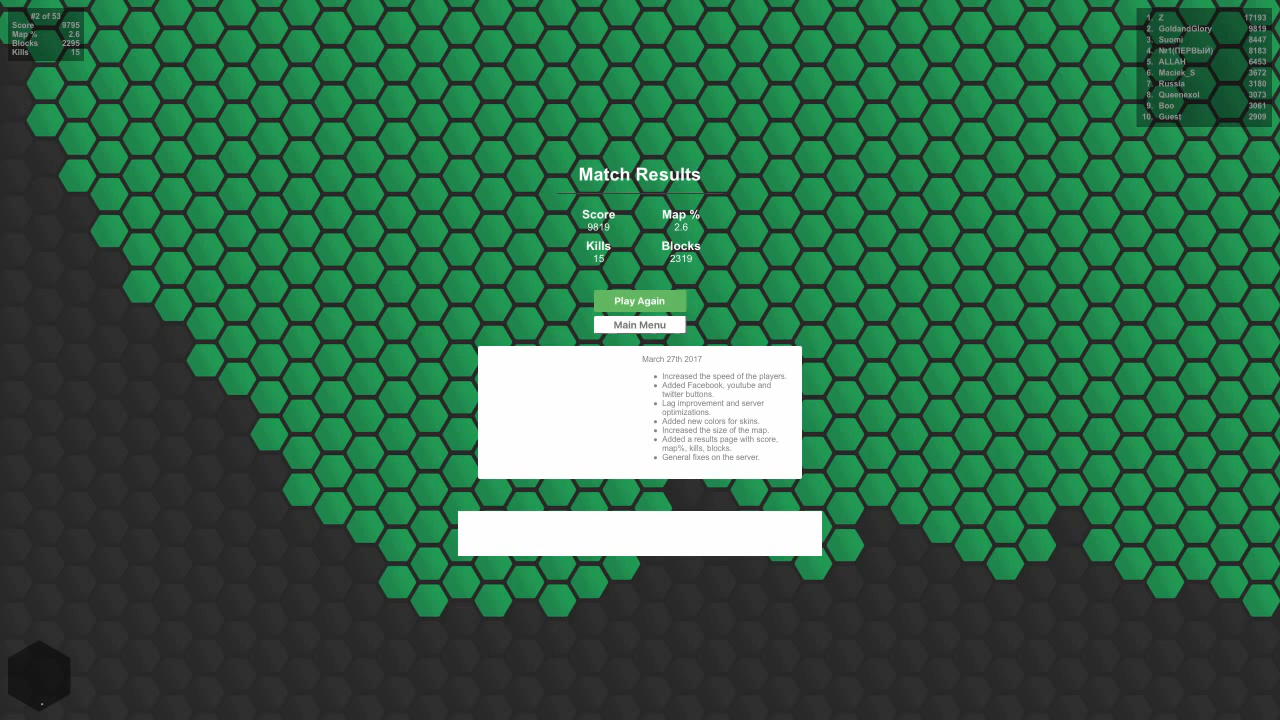 #2 of 53
Score 9795
Map % 2.6
Blocks 2295
Kills 15
1. Z 17193
2. GoldandGlory 9819
3. Suomi 8447
4. №1(ПЕРВЫЙ) 8183
5. ALLAH 6453
6. Maciek_S 3672
7. Russia 3180
8. Queenexol 3073
9. Boo 3061
10. Guest 2909
Match Results
Score Map %
9819 2.6
Kills Blocks
15 2319
Play Again
Main Menu
March 27th 2017
• Increased the speed of the players.
• Added Facebook, youtube and
twitter buttons.
• Lag improvement and server
optimizations.
• Added new colors for skins.
• Increased the size of the map.
• Added a results page with score,
map%, kills, blocks.
• General fixes on the server.